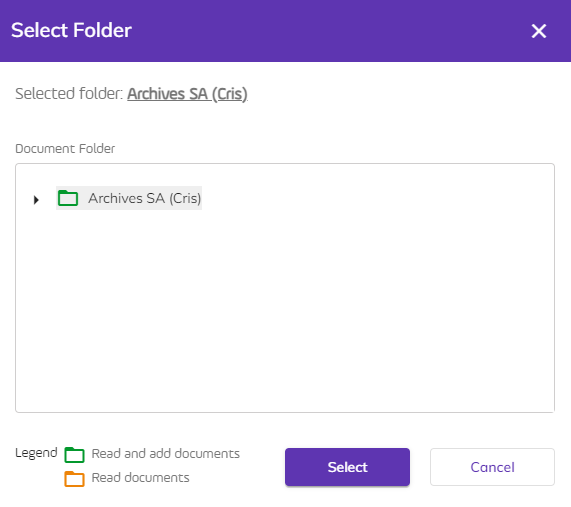 Select Folder
Selected folder: Archives SA (Cris)
Document Folder
Archives SA (Cris)
Legend Read and add documents
Read documents
Select
Cancel